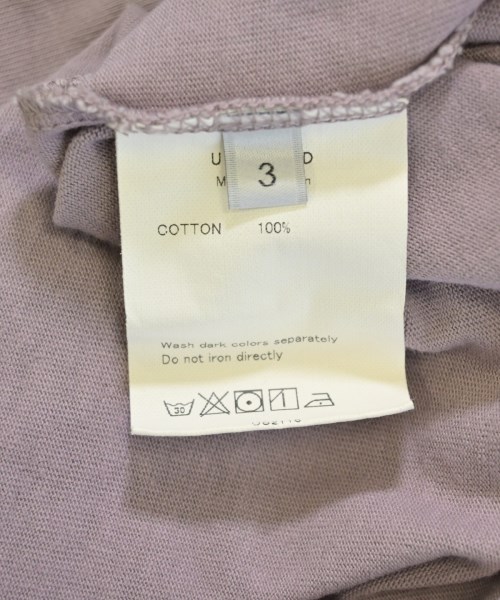 3
COTTON 100%
Wash dark colors separately
Do not iron directly
30